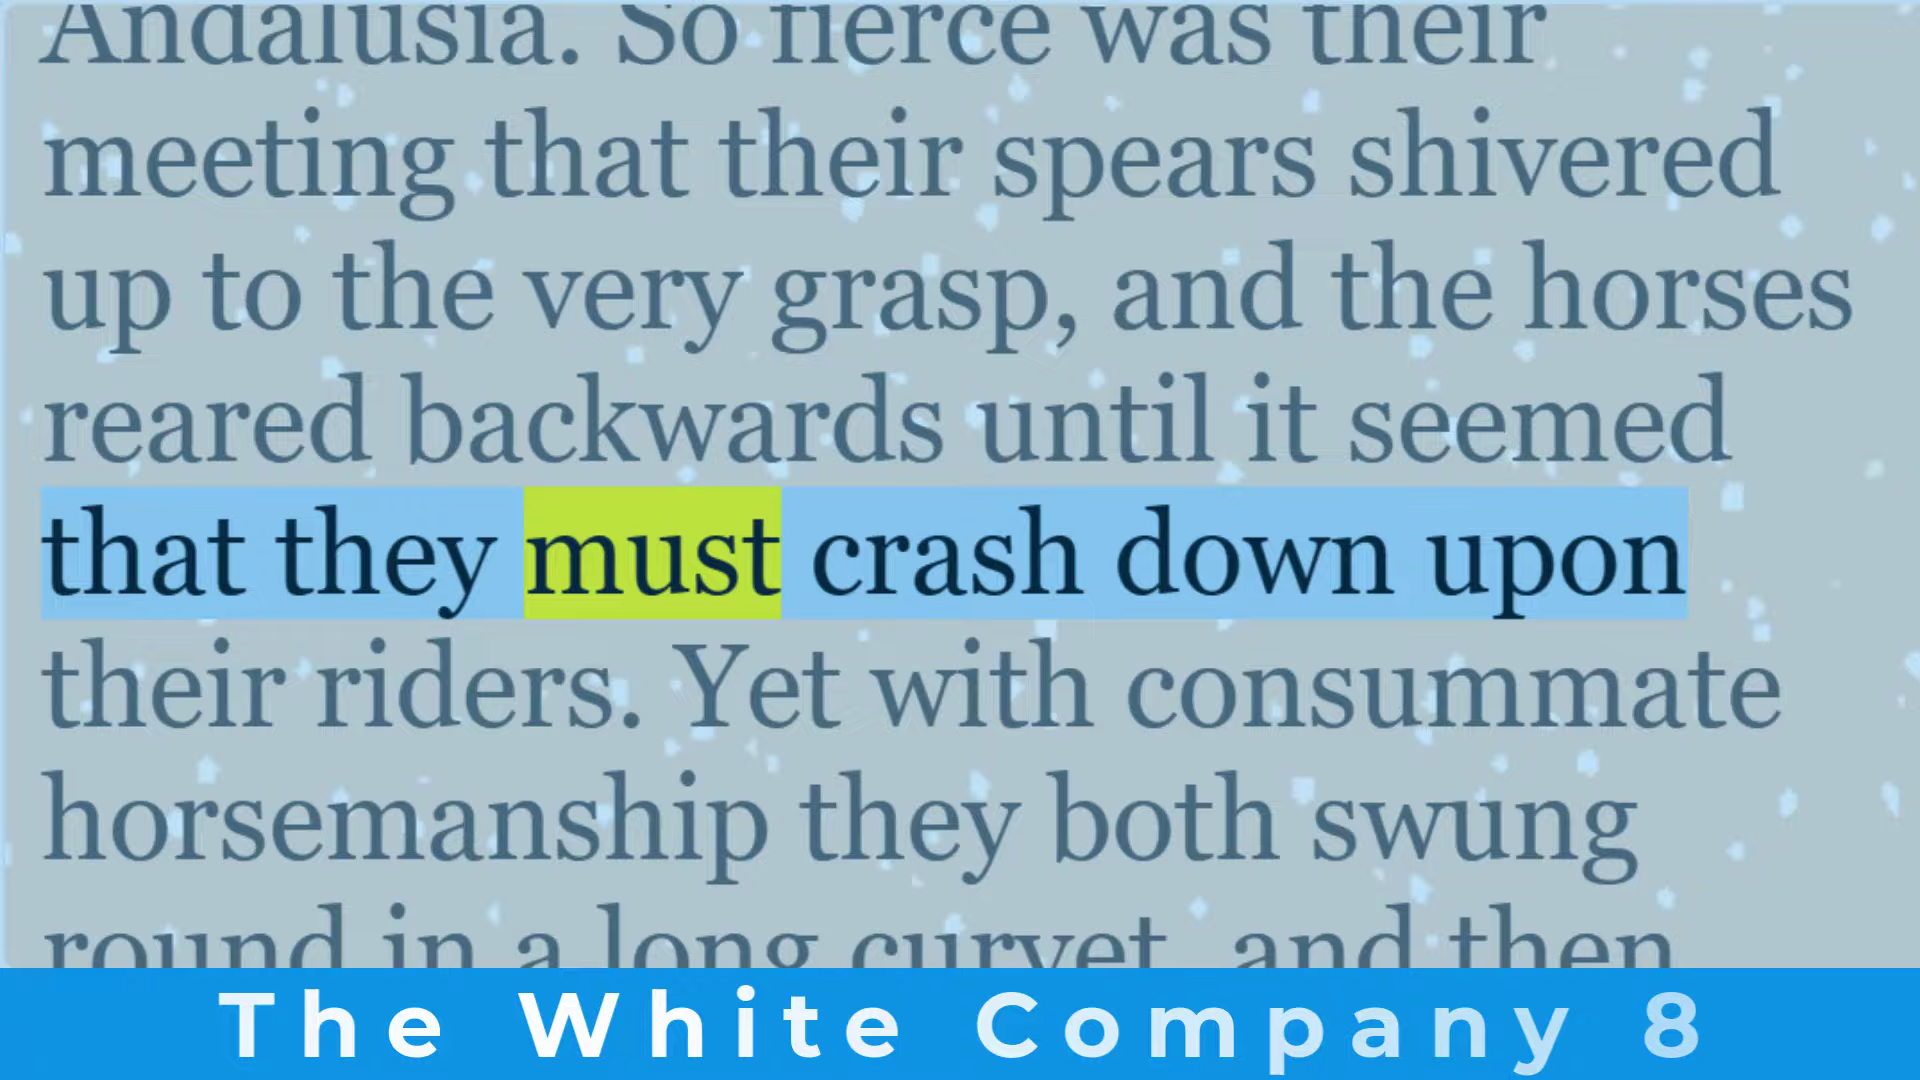 Andalusia. So fierce was their
meeting that their spears shivered
up to the very grasp, and the horses
reared backwards until it seemed
that they must crash down upon
their riders. Yet with consummate
horsemanship they both swung
round in a long curvet, and then
The White Company 8